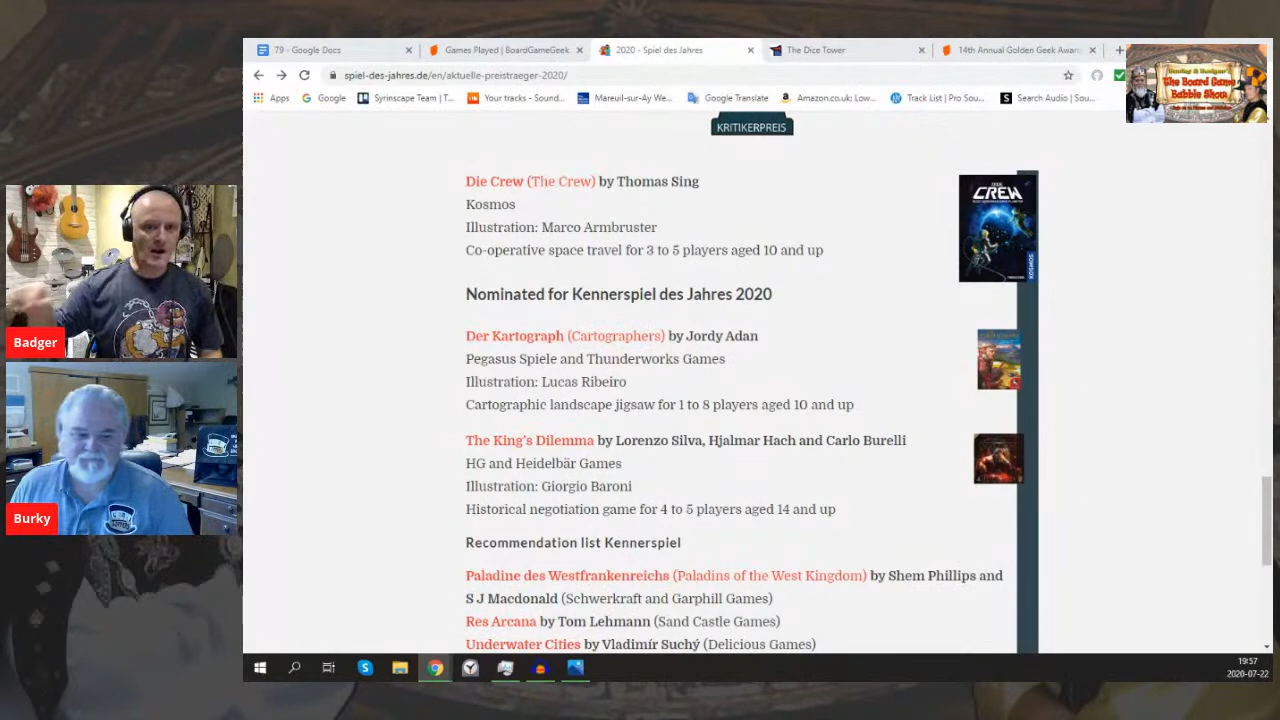 79 - Google Docs
Games Played | BoardGameGeek
2020 - Spiel des Jahres
The Dice Tower
14th Annual Golden Geek Awar
spiel-des-jahres.de/en/aktuelle-preistraeger-2020/
Apps
Google
Syrinscape Team | T...
Your tracks - Sound...
Mareuil-sur-Ay We...
Google Translate
Amazon.co.uk: Low...
Track List | Pro Sou...
Search Audio | Sou...
The Board Game
Babble Show
KRITIKERPREIS
Die Crew (The Crew) by Thomas Sing
Kosmos
Illustration: Marco Armbruster
Co-operative space travel for 3 to 5 players aged 10 and up
CREW
KOSMOS
Nominated for Kennerspiel des Jahres 2020
Der Kartograph (Cartographers) by Jordy Adan
Pegasus Spiele and Thunderworks Games
Illustration: Lucas Ribeiro
Cartographic landscape jigsaw for 1 to 8 players aged 10 and up
The King's Dilemma by Lorenzo Silva, Hjalmar Hach and Carlo Burelli
HG and Heidelbär Games
Illustration: Giorgio Baroni
Historical negotiation game for 4 to 5 players aged 14 and up
Recommendation list Kennerspiel
Paladine des Westfrankenreichs (Paladins of the West Kingdom) by Shem Phillips and
S J Macdonald (Schwerkraft and Garphill Games)
Res Arcana by Tom Lehmann (Sand Castle Games)
Underwater Cities by Vladimír Suchý (Delicious Games)
Badger
Burky
19:57
2020-07-22